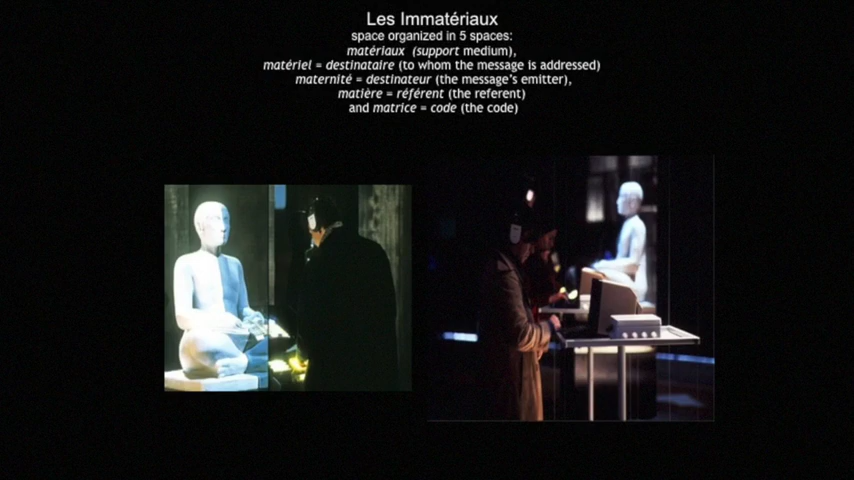 Les Immatériaux
space organized in 5 spaces:
matériaux (support medium),
matériel = destinataire (to whom the message is addressed)
maternité = destinateur (the message's emitter),
matière = référent (the referent)
and matrice = code (the code)